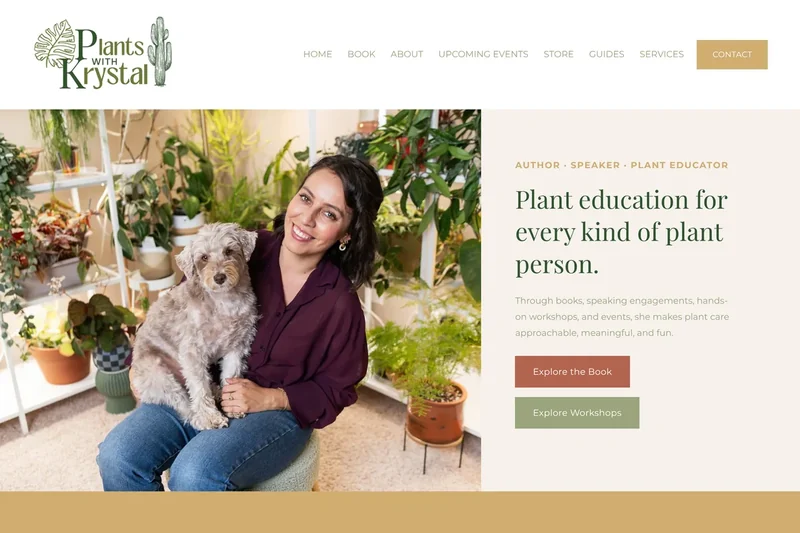 Plants
WITH
Krystal
HOME BOOK ABOUT UPCOMING EVENTS STORE GUIDES SERVICES CONTACT
AUTHOR · SPEAKER · PLANT EDUCATOR
Plant education for
every kind of plant
person.
Through books, speaking engagements, hands-
on workshops, and events, she makes plant care
approachable, meaningful, and fun.
Explore the Book
Explore Workshops